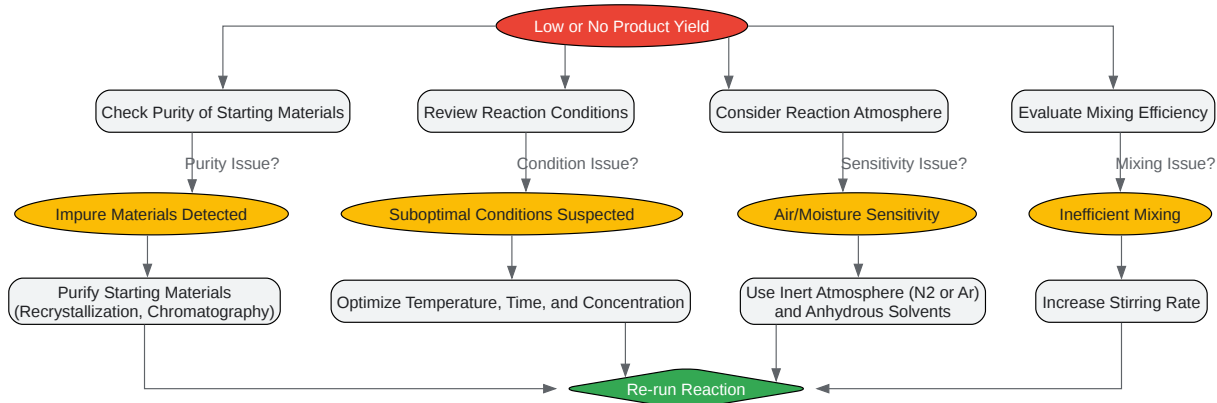 Low or No Product Yield
Check Purity of Starting Materials
Review Reaction Conditions
Consider Reaction Atmosphere
Evaluate Mixing Efficiency
Purity Issue?
Condition Issue?
Sensitivity Issue?
Mixing Issue?
Impure Materials Detected
Suboptimal Conditions Suspected
Air/Moisture Sensitivity
Inefficient Mixing
Purify Starting Materials
(Recrystallization, Chromatography)
Optimize Temperature, Time, and Concentration
Use Inert Atmosphere (N2 or Ar)
and Anhydrous Solvents
Increase Stirring Rate
Re-run Reaction